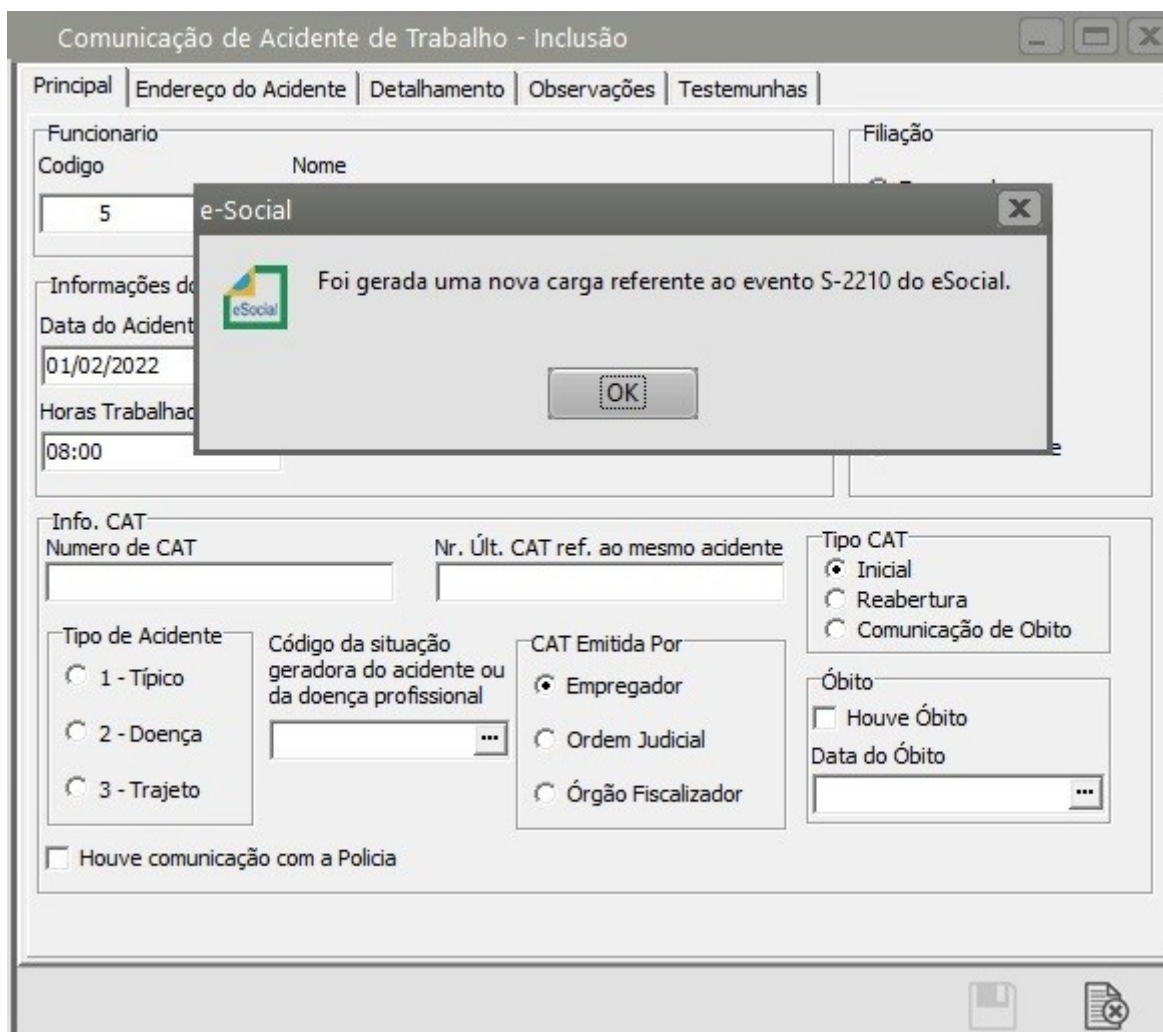 Comunicação de Acidente de Trabalho - Inclusão
Principal Endereço do Acidente Detalhamento Observações Testemunhas
Funcionario
Filiação
Codigo Nome
5
e-Social
Foi gerada uma nova carga referente ao evento S-2210 do eSocial.
eSocial
OK
Informações
Data do Acident
01/02/2022
Horas Trabalhad
08:00
Info. CAT
Numero de CAT
Nr. Últ. CAT ref. ao mesmo acidente
Tipo CAT
Inicial
Reabertura
Comunicação de Obito
Tipo de Acidente
1 - Típico
2 - Doença
3 - Trajeto
Código da situação
geradora do acidente ou
da doença profissional
...
CAT Emitida Por
Empregador
Ordem Judicial
Órgão Fiscalizador
Óbito
Houve Óbito
Data do Óbito
...
Houve comunicação com a Policia